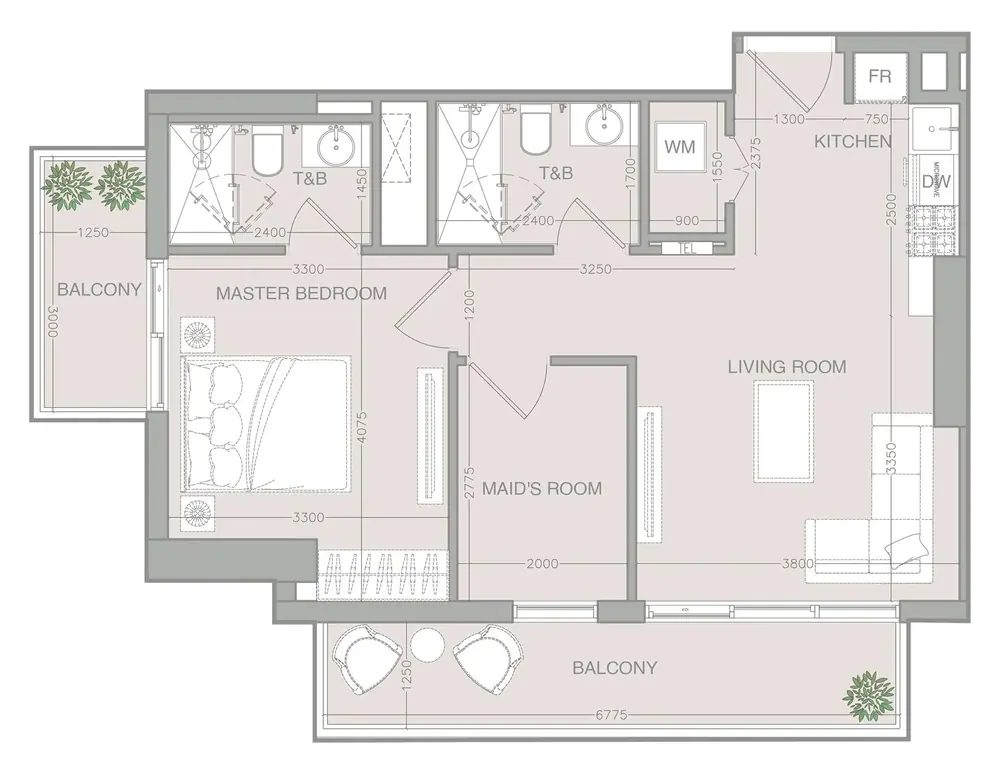 FR
1300
750
KITCHEN
WM
2375
1550
T&B
1450
T&B
1700
DW
MICROWAVE
2500
2400
2400
900
1250
TEL
3300
3250
BALCONY
MASTER BEDROOM
1200
3000
LIVING ROOM
4075
3350
2775
MAID'S ROOM
3300
2000
3800
BALCONY
1250
6775